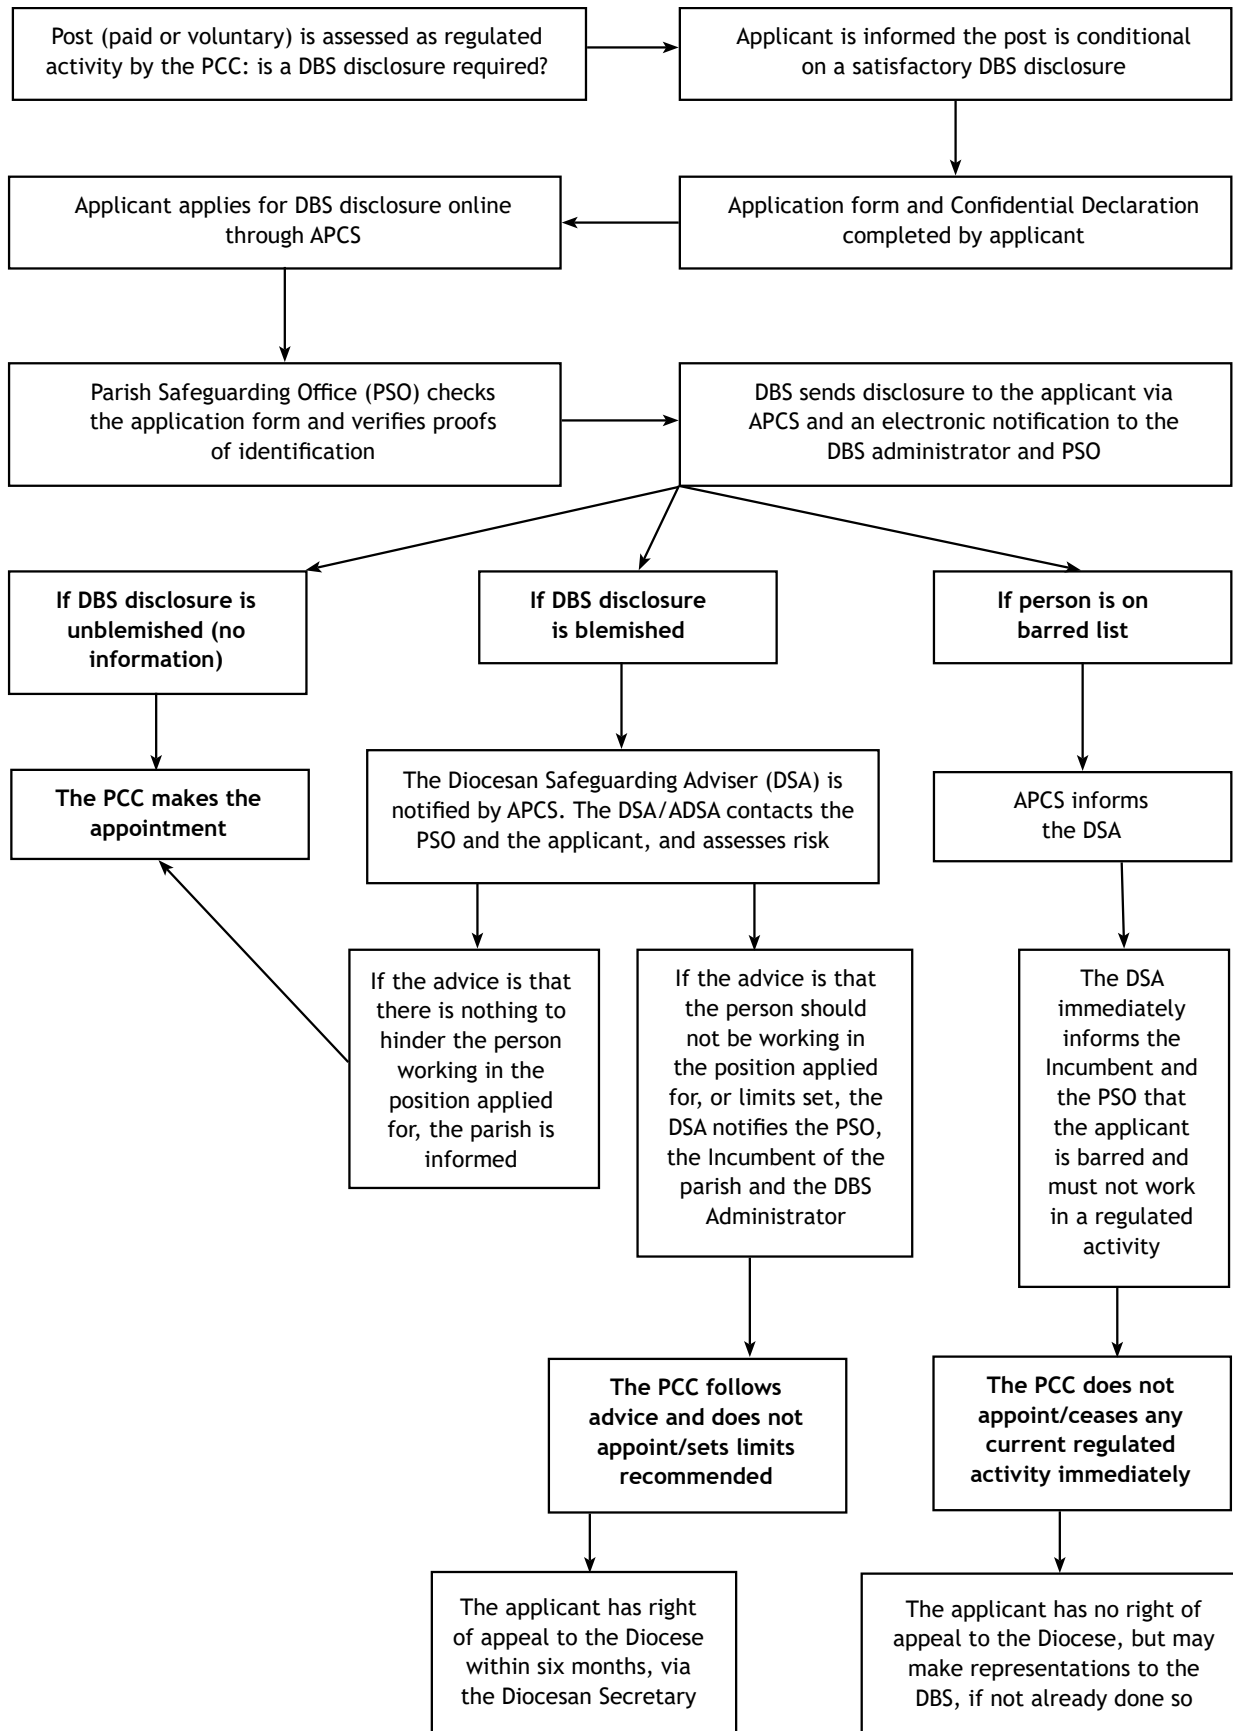 Post (paid or voluntary) is assessed as regulated
activity by the PCC: is a DBS disclosure required?
Applicant is informed the post is conditional
on a satisfactory DBS disclosure
Application form and Confidential Declaration
completed by applicant
Applicant applies for DBS disclosure online
through APCS
Parish Safeguarding Office (PSO) checks
the application form and verifies proofs
of identification
DBS sends disclosure to the applicant via
APCS and an electronic notification to the
DBS administrator and PSO
If DBS disclosure is
unblemished (no
information)
If DBS disclosure
is blemished
If person is on
barred list
The PCC makes the
appointment
The Diocesan Safeguarding Adviser (DSA) is
notified by APCS. The DSA/ADSA contacts the
PSO and the applicant, and assesses risk
APCS informs
the DSA
If the advice is that
there is nothing to
hinder the person
working in the
position applied
for, the parish is
informed
If the advice is that
the person should
not be working in
the position applied
for, or limits set, the
DSA notifies the PSO,
the Incumbent of the
parish and the DBS
Administrator
The DSA
immediately
informs the
Incumbent and
the PSO that
the applicant
is barred and
must not work
in a regulated
activity
The PCC follows
advice and does not
appoint/sets limits
recommended
The PCC does not
appoint/ceases any
current regulated
activity immediately
The applicant has right
of appeal to the Diocese
within six months, via
the Diocesan Secretary
The applicant has no right of
appeal to the Diocese, but may
make representations to the
DBS, if not already done so